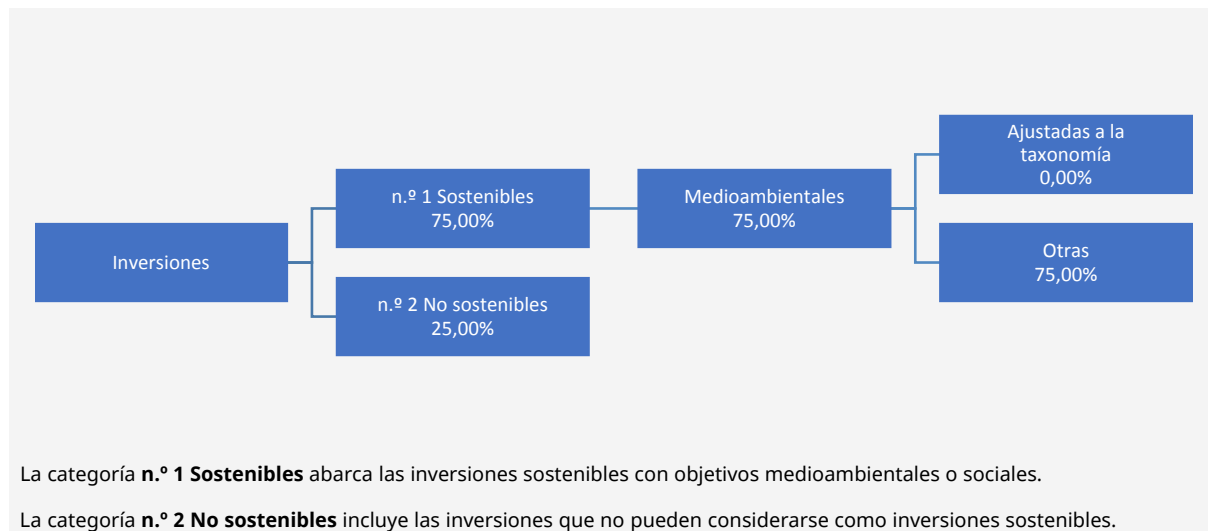 Inversiones
n.º 1 Sostenibles
75,00%
n.º 2 No sostenibles
25,00%
Medioambientales
75,00%
Ajustadas a la
taxonomía
0,00%
Otras
75,00%
La categoría n.º 1 Sostenibles abarca las inversiones sostenibles con objetivos medioambientales o sociales.
La categoría n.º 2 No sostenibles incluye las inversiones que no pueden considerarse como inversiones sostenibles.